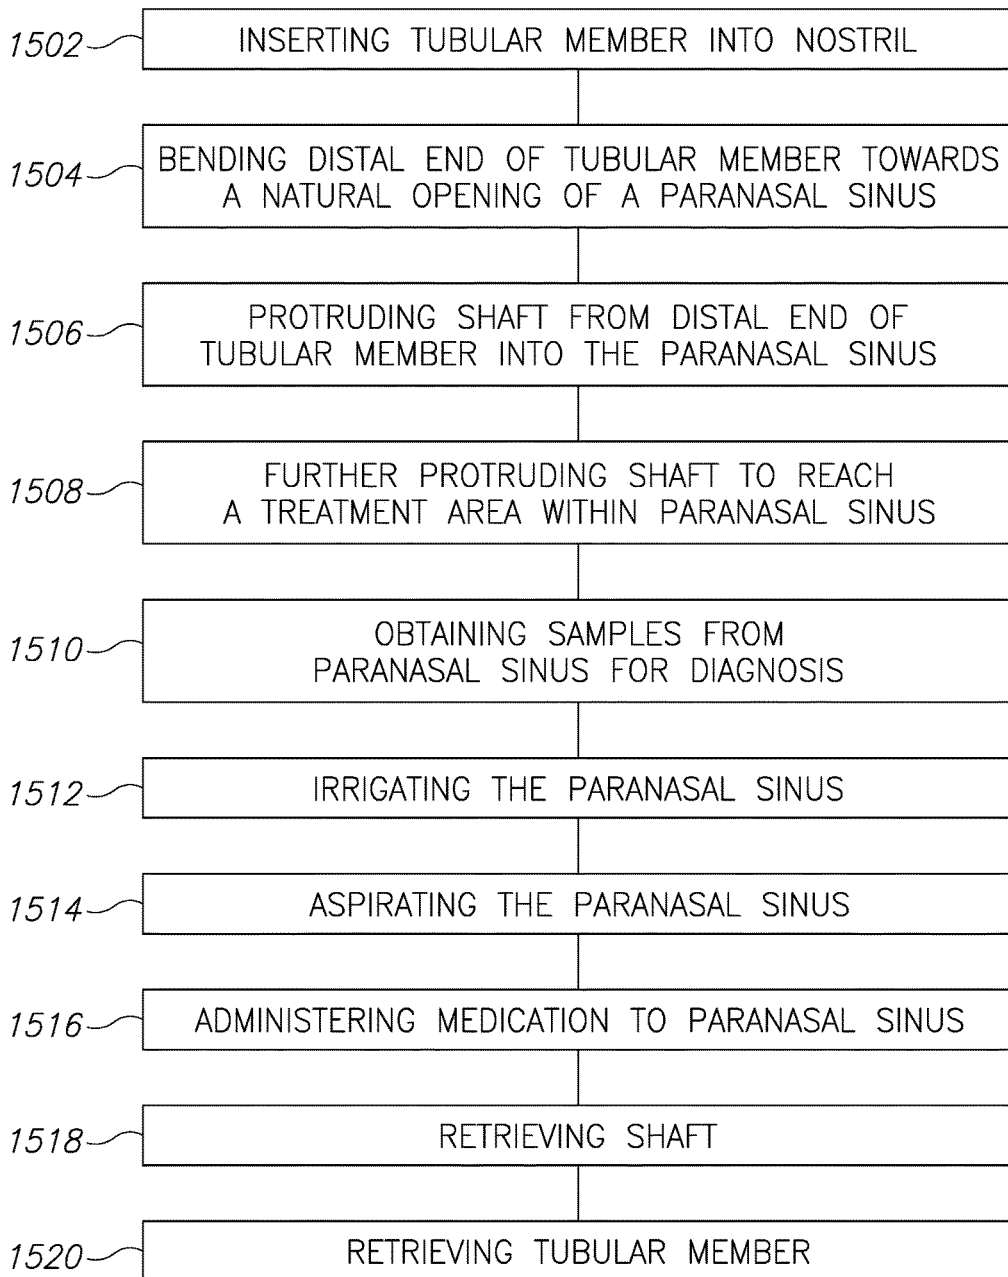 1502
INSERTING TUBULAR MEMBER INTO NOSTRIL
1504
BENDING DISTAL END OF TUBULAR MEMBER TOWARDS
A NATURAL OPENING OF A PARANASAL SINUS
1506
PROTRUDING SHAFT FROM DISTAL END OF
TUBULAR MEMBER INTO THE PARANASAL SINUS
1508
FURTHER PROTRUDING SHAFT TO REACH
A TREATMENT AREA WITHIN PARANASAL SINUS
1510
OBTAINING SAMPLES FROM
PARANASAL SINUS FOR DIAGNOSIS
1512
IRRIGATING THE PARANASAL SINUS
1514
ASPIRATING THE PARANASAL SINUS
1516
ADMINISTERING MEDICATION TO PARANASAL SINUS
1518
RETRIEVING SHAFT
1520
RETRIEVING TUBULAR MEMBER